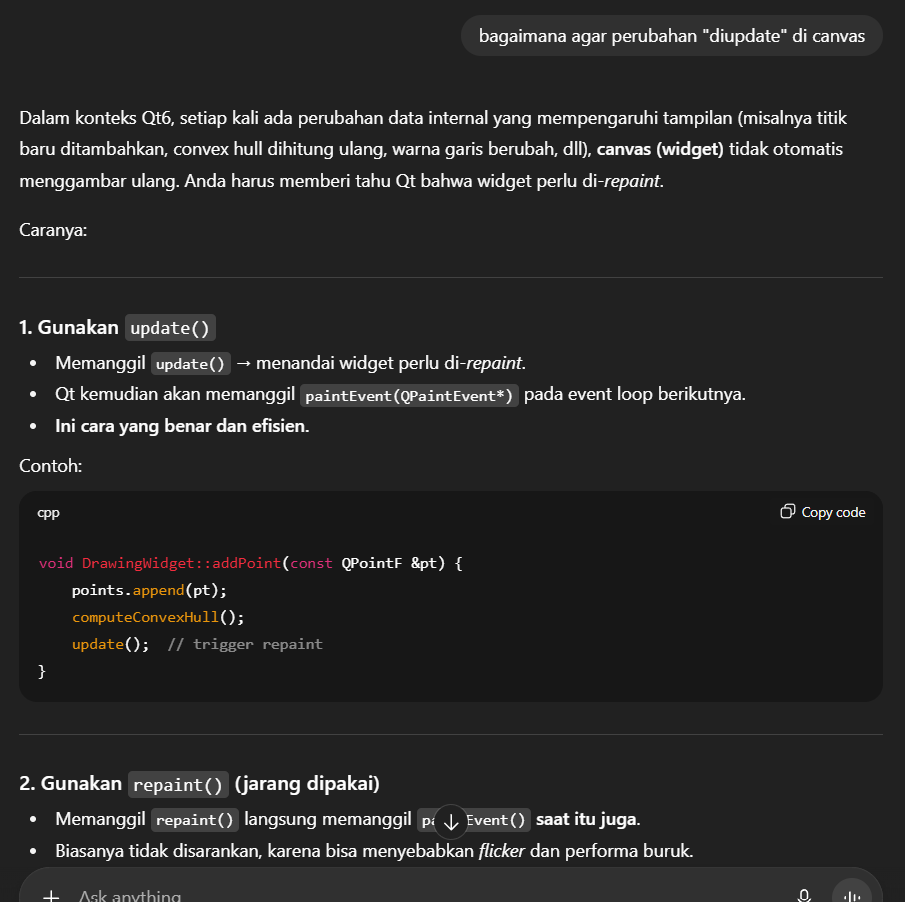 bagaimana agar perubahan "diupdate" di canvas
Dalam konteks Qt6, setiap kali ada perubahan data internal yang mempengaruhi tampilan (misalnya titik
baru ditambahkan, convex hull dihitung ulang, warna garis berubah, dll), canvas (widget) tidak otomatis
menggambar ulang. Anda harus memberi tahu Qt bahwa widget perlu di-repaint.
Caranya:
1. Gunakan update()
• Memanggil update() → menandai widget perlu di-repaint.
• Qt kemudian akan memanggil paintEvent(QPaintEvent*) pada event loop berikutnya.
• Ini cara yang benar dan efisien.
Contoh:
cpp
Copy code
void DrawingWidget::addPoint(const QPointF &pt) {
    points.append(pt);
    computeConvexHull();
    update();  // trigger repaint
}
2. Gunakan repaint() (jarang dipakai)
• Memanggil repaint() langsung memanggil Event() saat itu juga.
• Biasanya tidak disarankan, karena bisa menyebabkan flicker dan performa buruk.
Ask anything